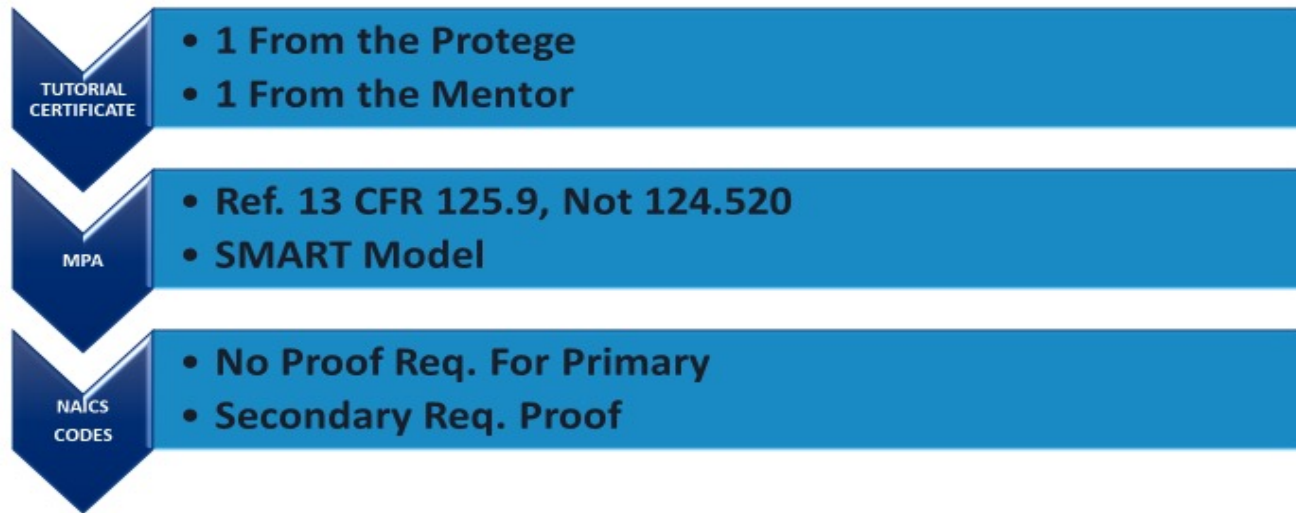 TUTORIAL
CERTIFICATE
• 1 From the Protege
• 1 From the Mentor
MPA
• Ref. 13 CFR 125.9, Not 124.520
• SMART Model
NAICS
CODES
• No Proof Req. For Primary
• Secondary Req. Proof